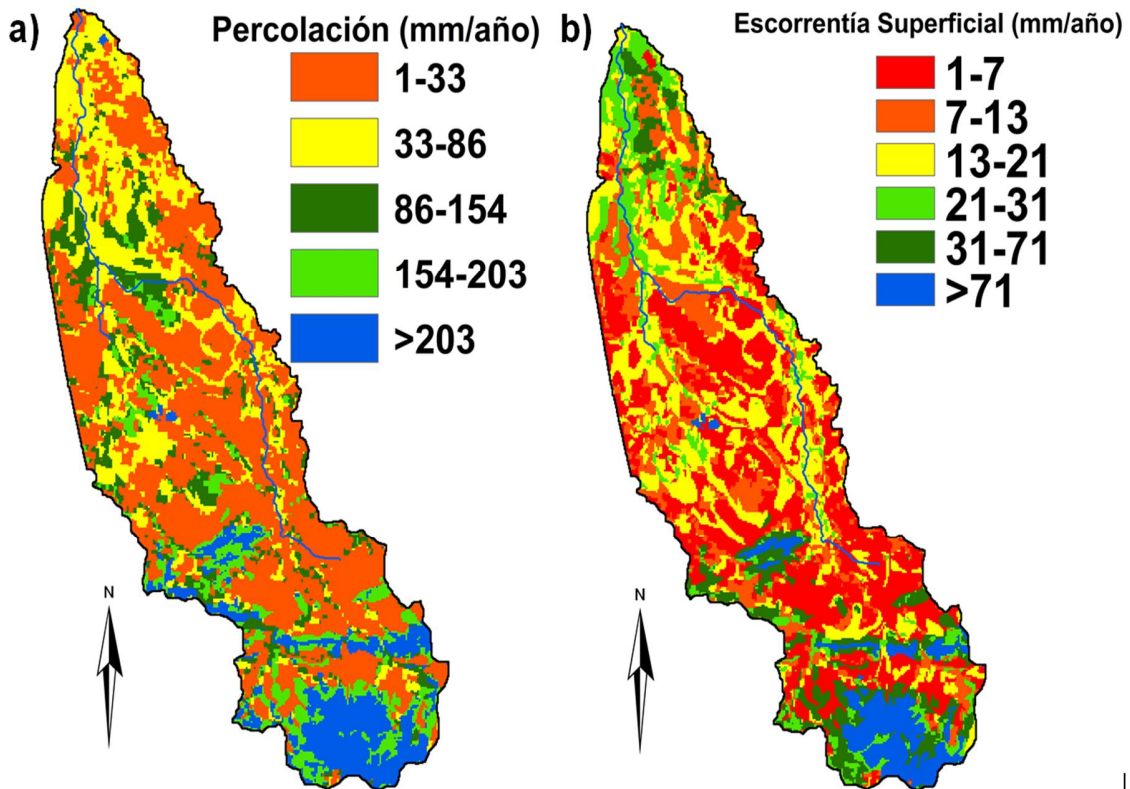 a)
Percolación (mm/año)
1-33
33-86
86-154
154-203
>203
N
b)
Escorrentía Superficial (mm/año)
1-7
7-13
13-21
21-31
31-71
>71
N